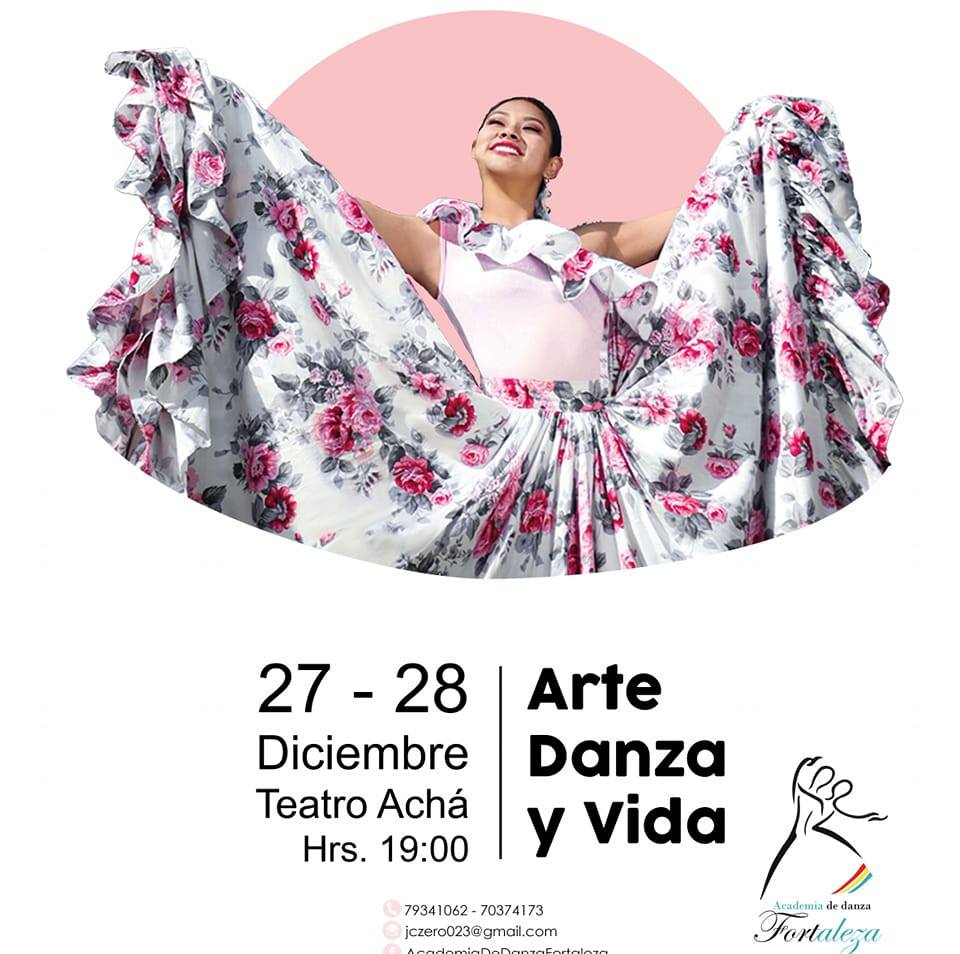 27 - 28
Diciembre
Teatro Achá
Hrs. 19:00
Arte
Danza
y Vida
Academia de danza
Fortaleza
79341062 - 70374173
jczero023@gmail.com
AcademiaDeDanzaFortaleza